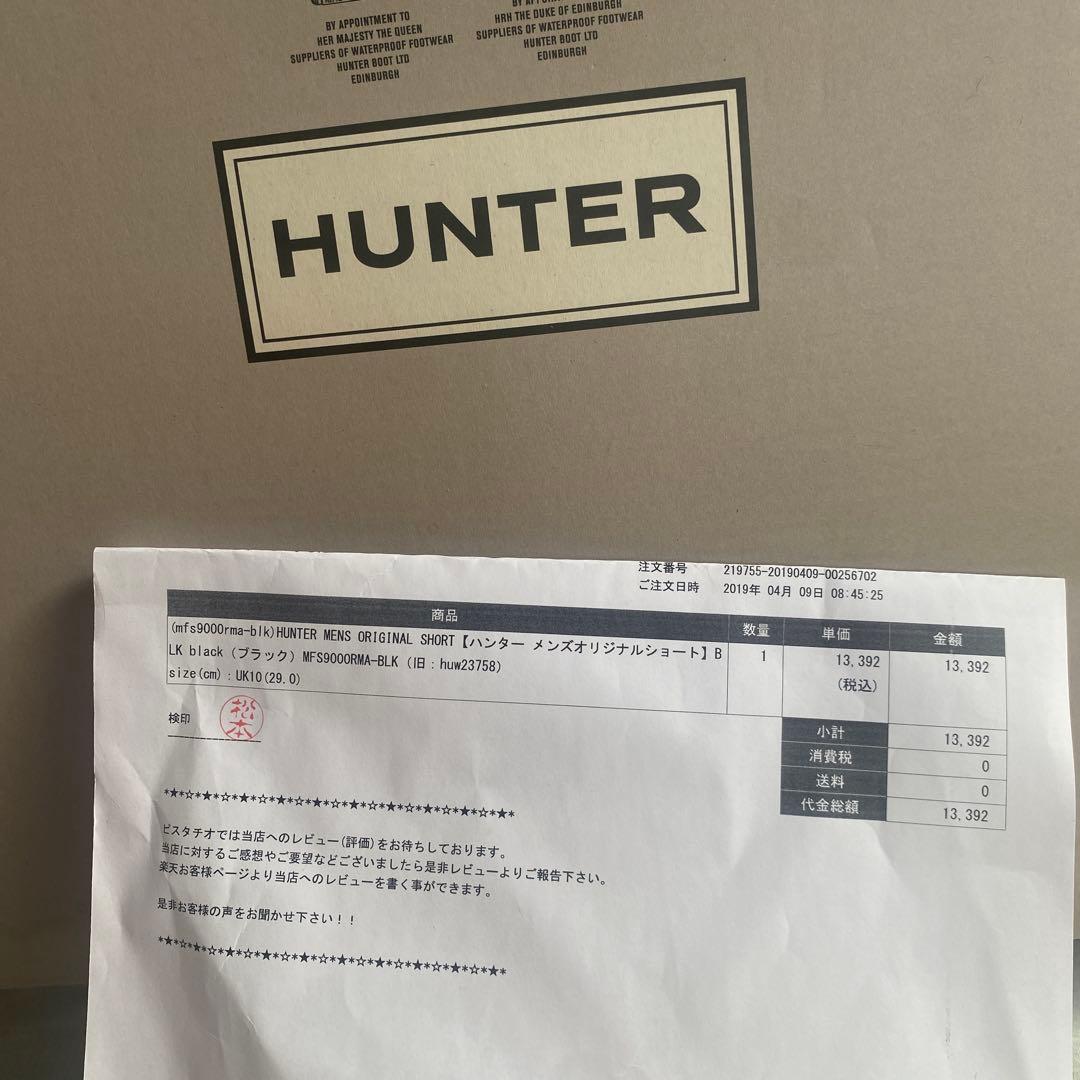 BY APPOINTMENT TO
HER MAJESTY THE QUEEN
SUPPLIERS OF WATERPROOF FOOTWEAR
HUNTER BOOT LTD
EDINBURGH
HRH THE DUKE OF EDINBURGH
SUPPLIERS OF WATERPROOF FOOTWEAR
HUNTER BOOT LTD
EDINBURGH
HUNTER
注文番号 219755-20190409-00256702
ご注文日時 2019年 04月 09日 08:45:25
商品 数量 単価 金額
(mfs9000rma-blk)HUNTER MENS ORIGINAL SHORT【ハンター メンズオリジナルショート】B 1 13,392 13,392
LK black（ブラック）MFS9000RMA-BLK（旧：huw23758） (税込)
size(cm)：UK10(29.0)
検印 松本
小計 13,392
消費税 0
送料 0
代金総額 13,392
*★*☆*★*☆*★*☆*★*☆*★*☆*★*☆*★*☆*★*☆*★*☆*★*
ピスタチオでは当店へのレビュー(評価)をお待ちしております。
当店に対するご感想やご要望などございましたら是非レビューよりご報告下さい。
楽天お客様ページより当店へのレビューを書く事ができます。
是非お客様の声をお聞かせ下さい！！
*★*☆*★*☆*★*☆*★*☆*★*☆*★*☆*★*☆*★*☆*★*☆*★*